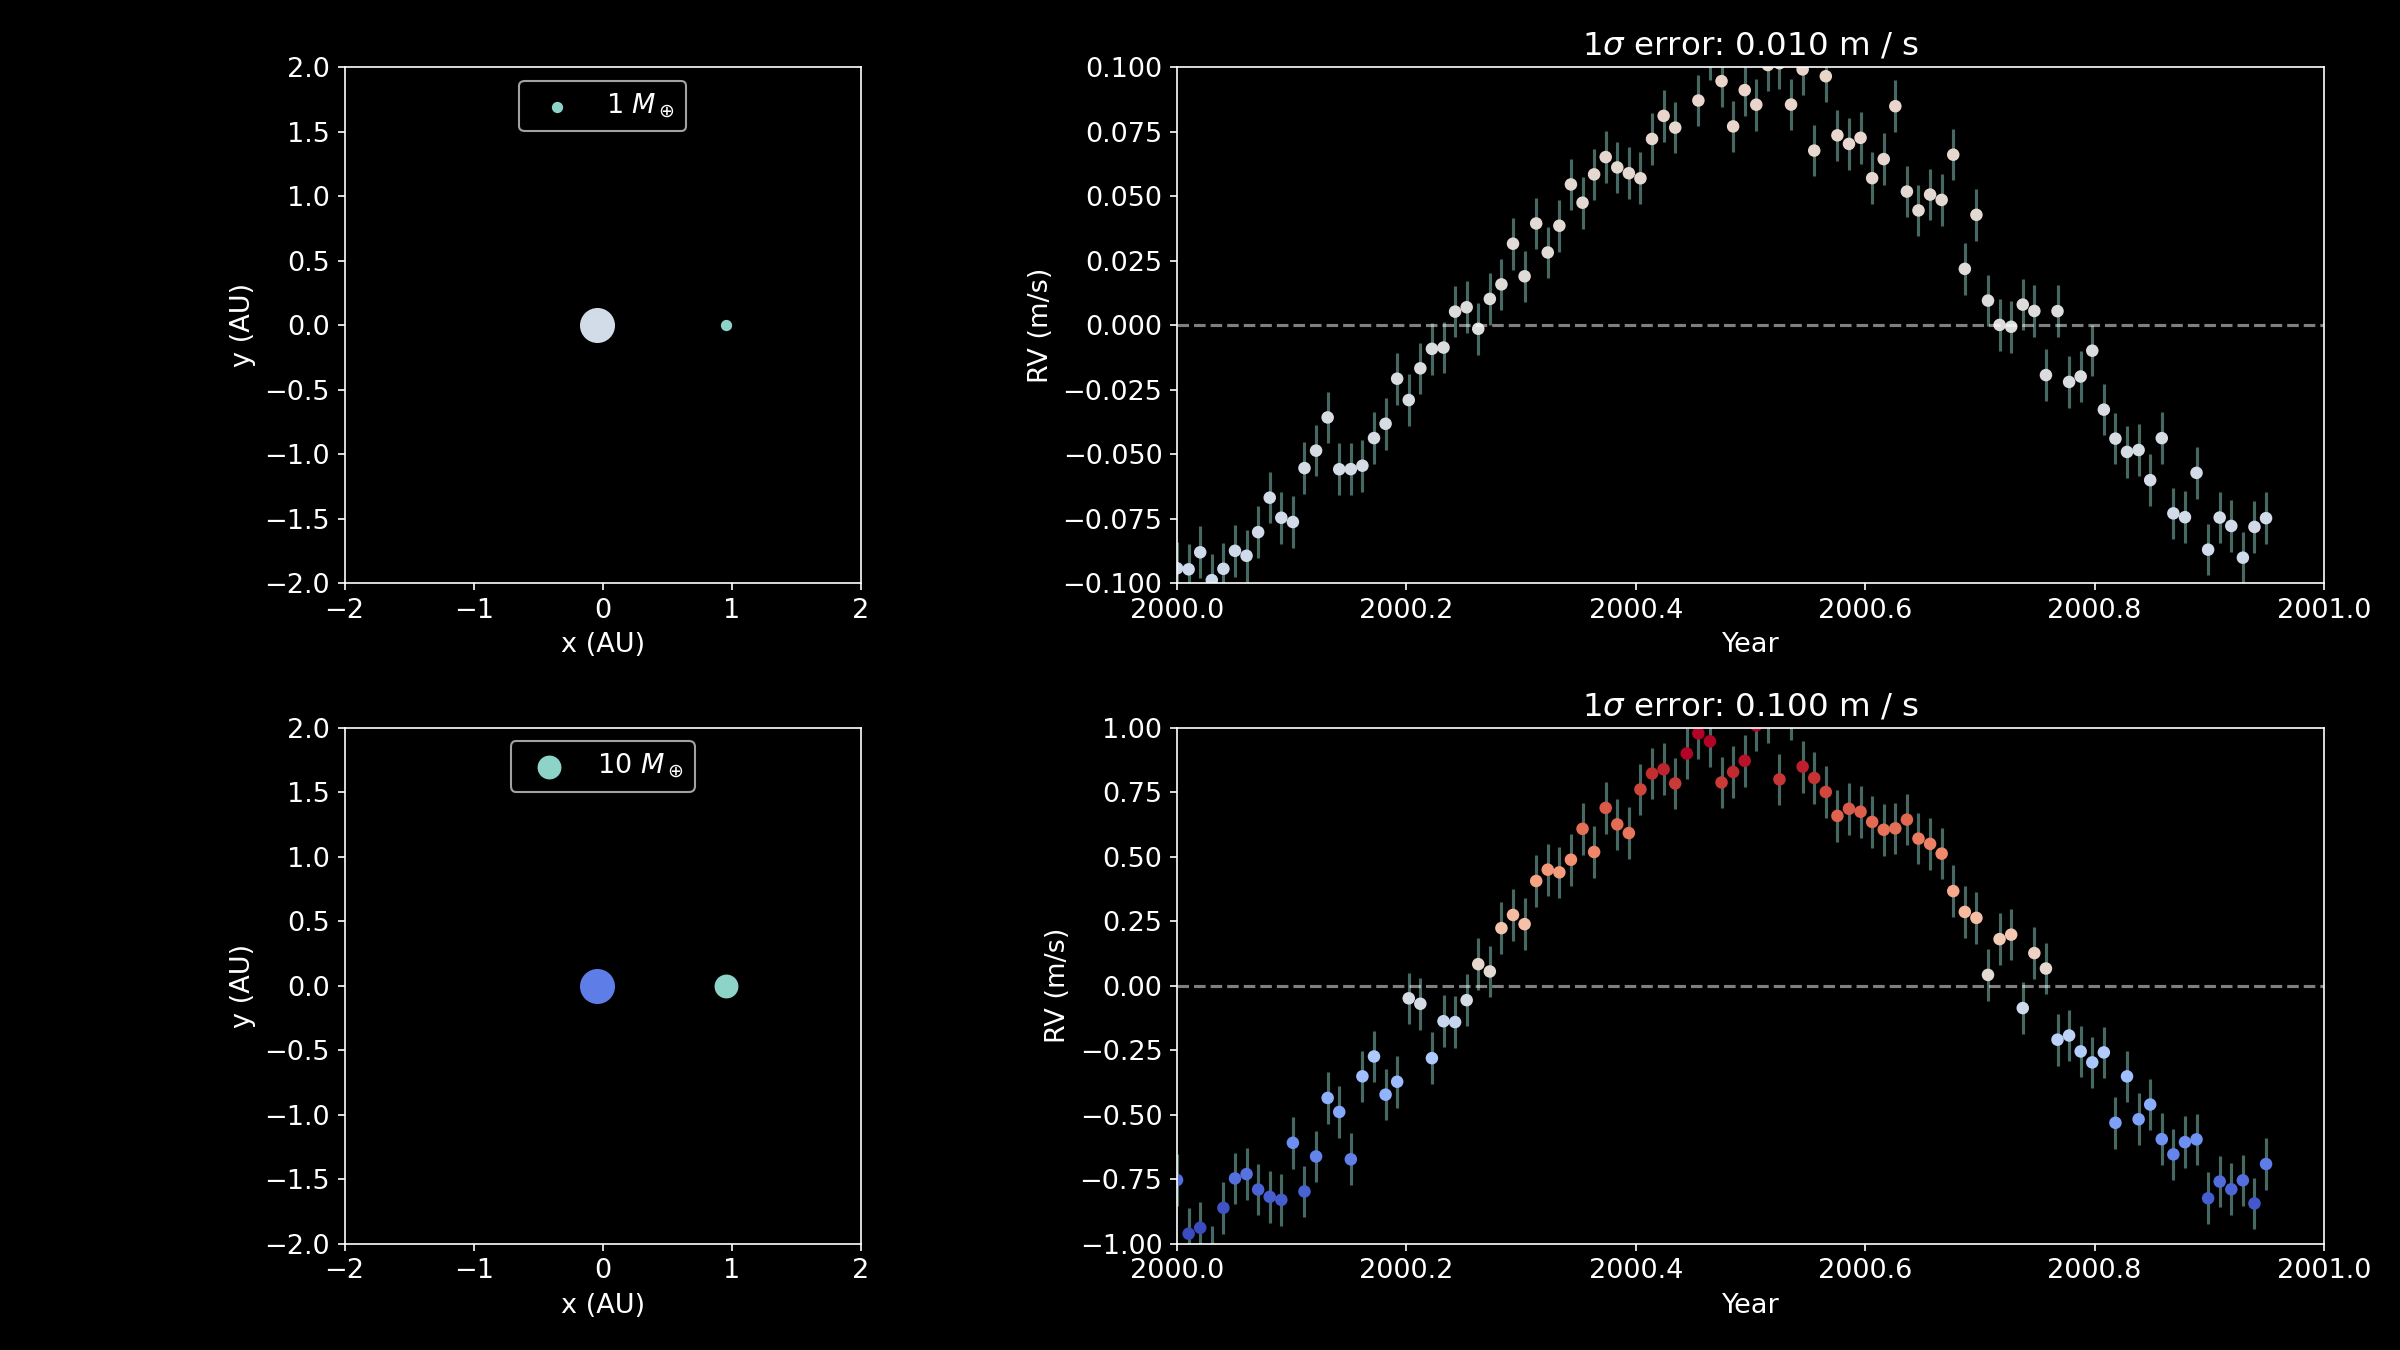 1 M⊕
2.0
1.5
1.0
0.5
0.0
−0.5
−1.0
−1.5
−2.0
y (AU)
−2 −1 0 1 2
x (AU)
1σ error: 0.010 m / s
0.100
0.075
0.050
0.025
0.000
−0.025
−0.050
−0.075
−0.100
RV (m/s)
2000.0 2000.2 2000.4 2000.6 2000.8 2001.0
Year
10 M⊕
2.0
1.5
1.0
0.5
0.0
−0.5
−1.0
−1.5
−2.0
y (AU)
−2 −1 0 1 2
x (AU)
1σ error: 0.100 m / s
1.00
0.75
0.50
0.25
0.00
−0.25
−0.50
−0.75
−1.00
RV (m/s)
2000.0 2000.2 2000.4 2000.6 2000.8 2001.0
Year